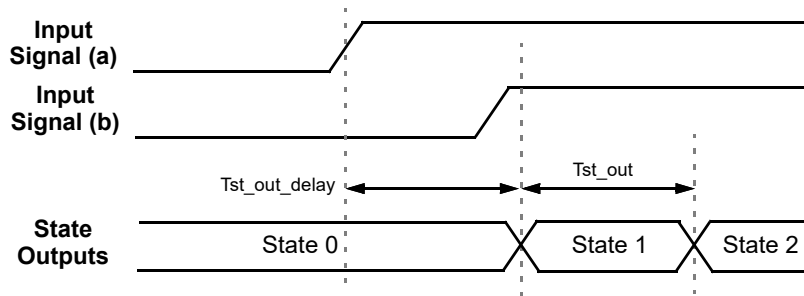 Input
Signal (a)
Input
Signal (b)
Tst_out_delay
Tst_out
State
Outputs
State 0
State 1
State 2